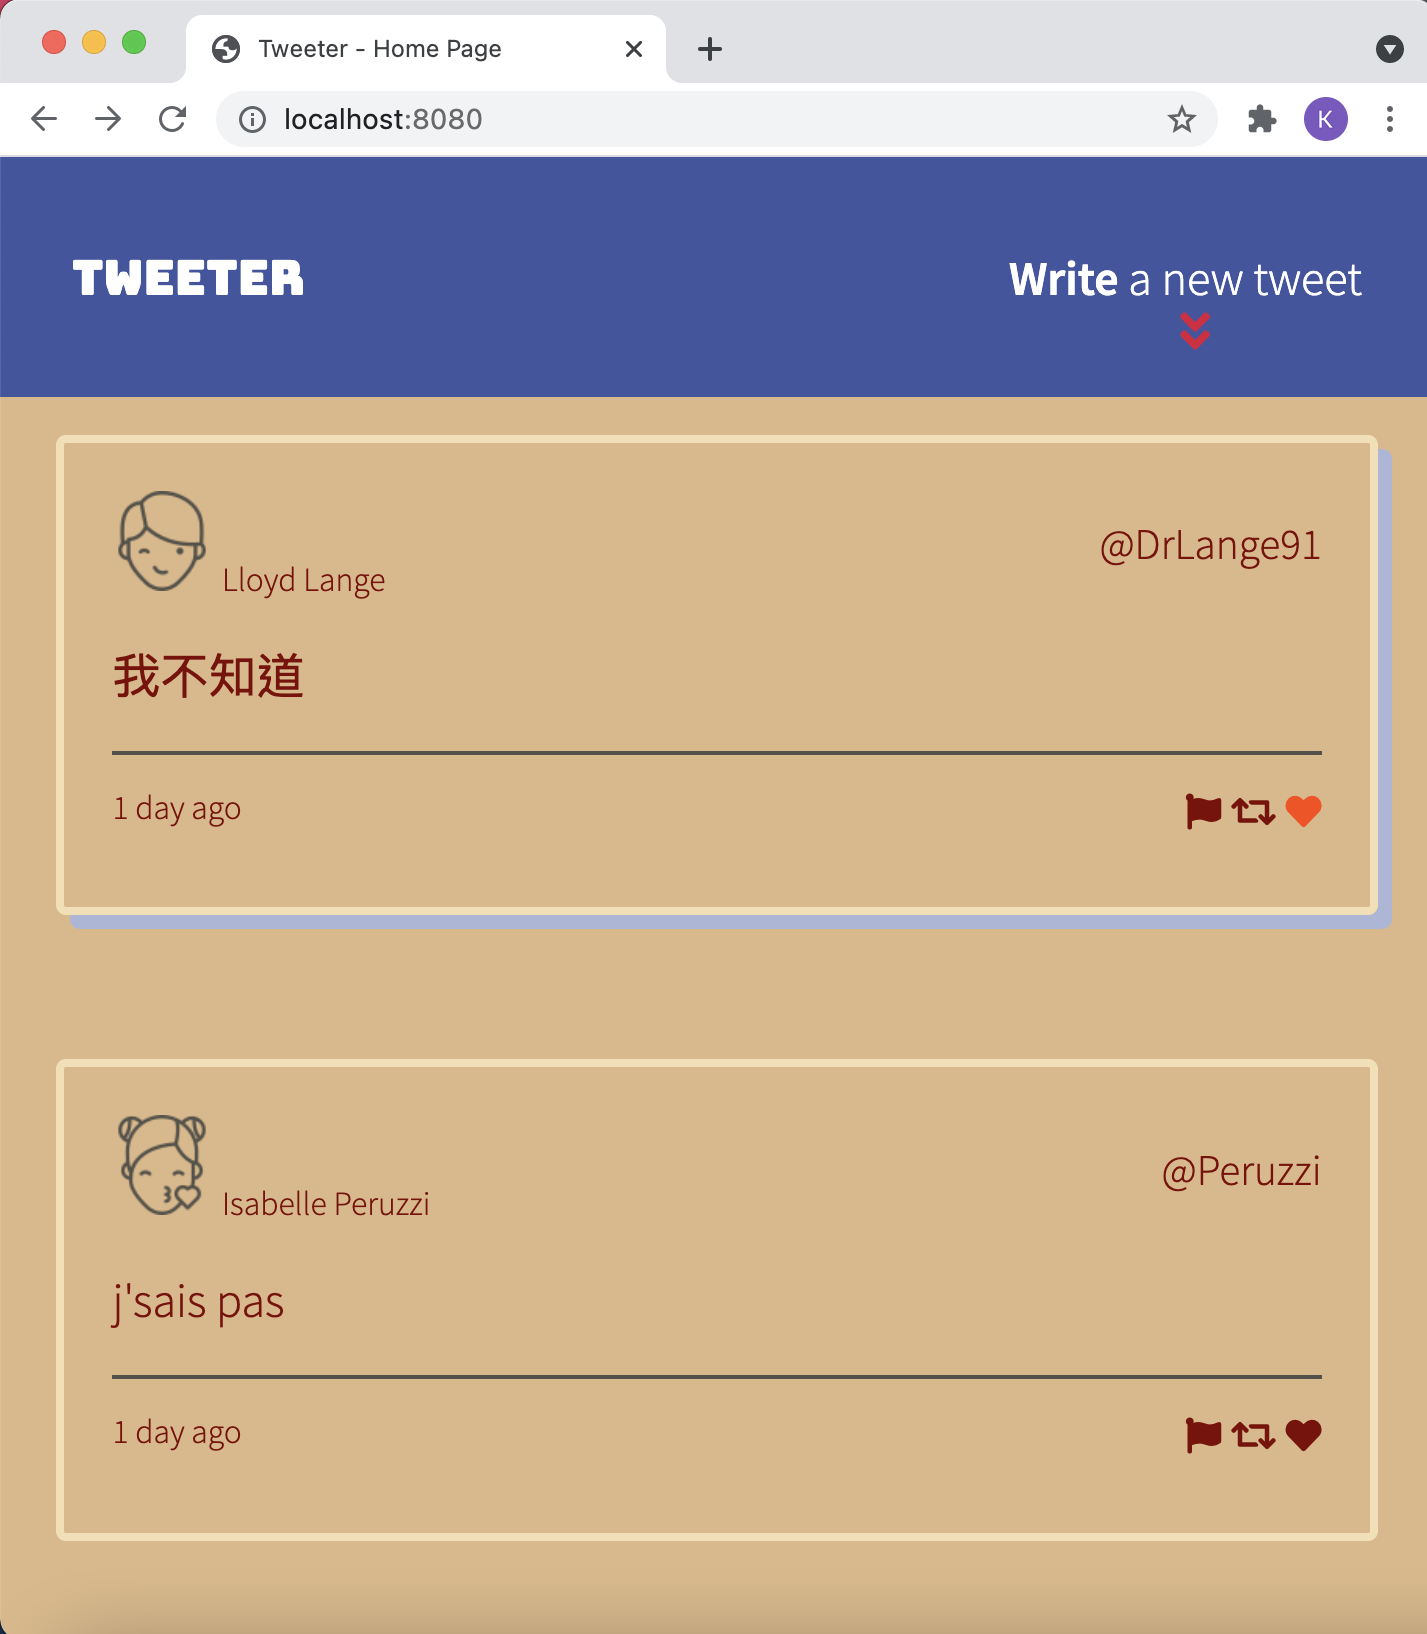 Tweeter - Home Page
localhost:8080
K
TWEETER
Write a new tweet
@DrLange91
Lloyd Lange
我不知道
1 day ago
@Peruzzi
Isabelle Peruzzi
j'sais pas
1 day ago